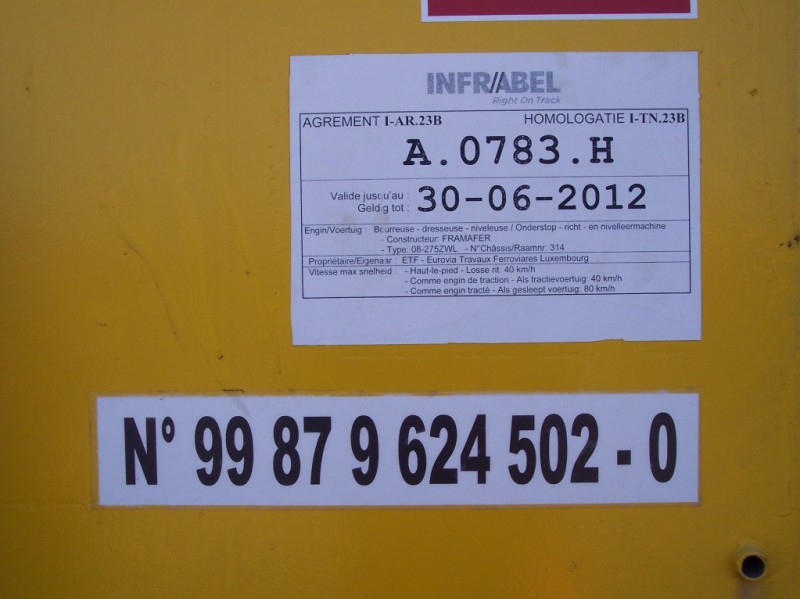 INFR//ABEL
Right On Track
AGREMENT I-AR.23B HOMOLOGATIE I-TN.23B
A.0783.H
Valide jusqu'au : 30-06-2012
Geldig tot :
Engin/Voertuig : Bourreuse - dresseuse - niveleuse / Onderstop - richt - en nivelleermachine
- Constructeur: FRAMAFER
- Type: 08-275ZWL - N°Châssis/Raamnr: 314
Propriétaire/Eigenaar : ETF - Eurovia Travaux Ferroviares Luxembourg
Vitesse max snelheid : - Haut-le-pied - Losse rit: 40 km/h
- Comme engin de traction - Als tractievoertuig: 40 km/h
- Comme engin tracté - Als gesleept voertuig: 80 km/h
N° 99 87 9 624 502 - 0